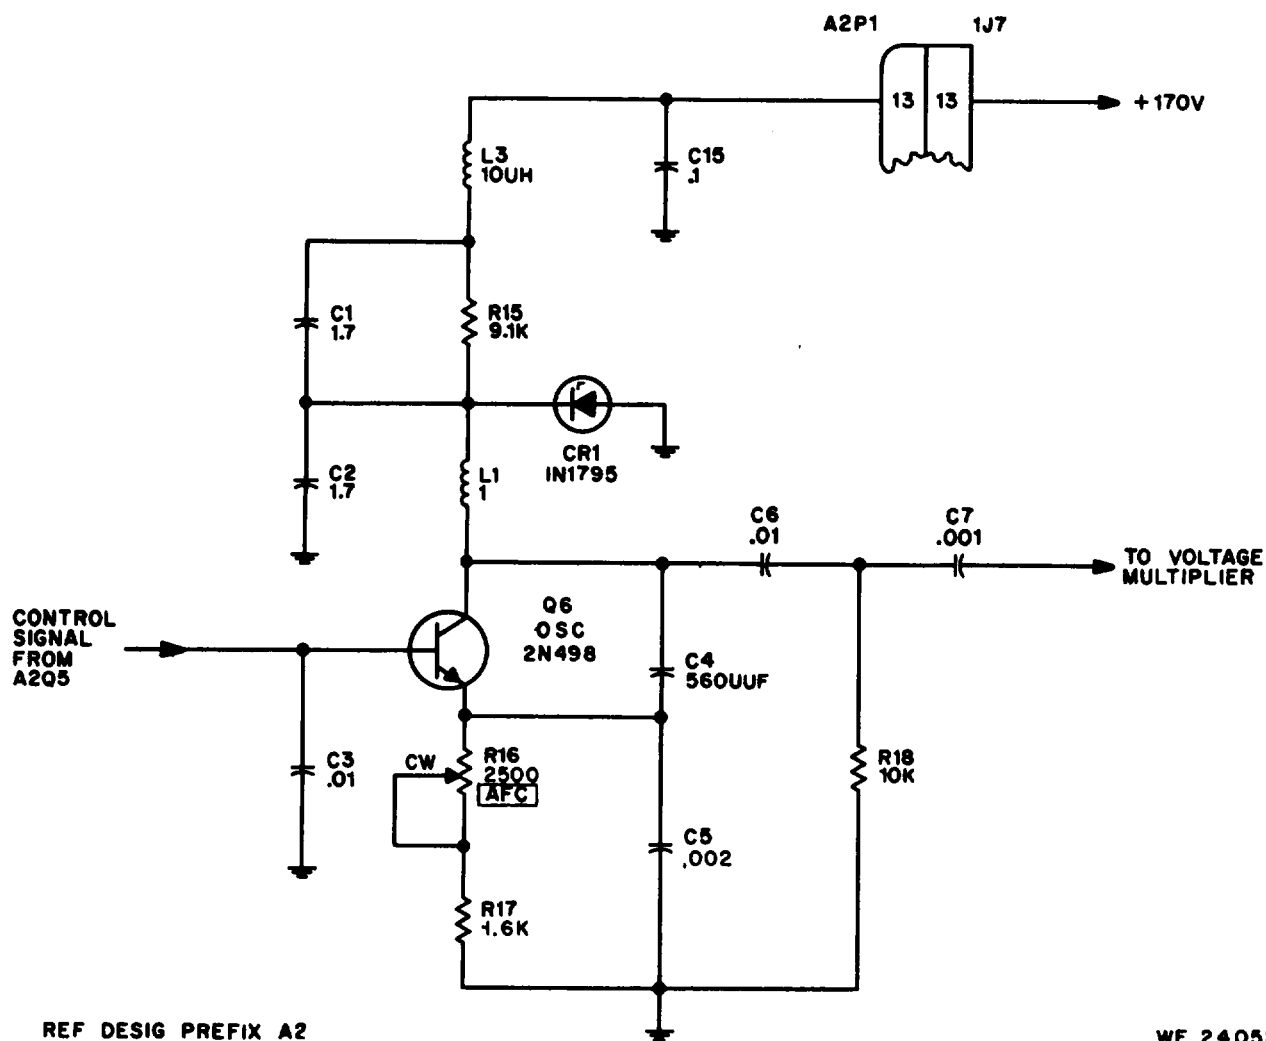 A2P1
1J7
13
13
+170V
L3
10UH
C15
.1
C1
1.7
R15
9.1K
CR1
IN1795
C2
1.7
L1
1
C6
.01
C7
.001
TO VOLTAGE
MULTIPLIER
CONTROL
SIGNAL
FROM
A2Q5
Q6
OSC
2N498
C4
560UUF
C3
.01
CW
R16
2500
AFC
R18
10K
C5
.002
R17
1.6K
REF DESIG PREFIX A2